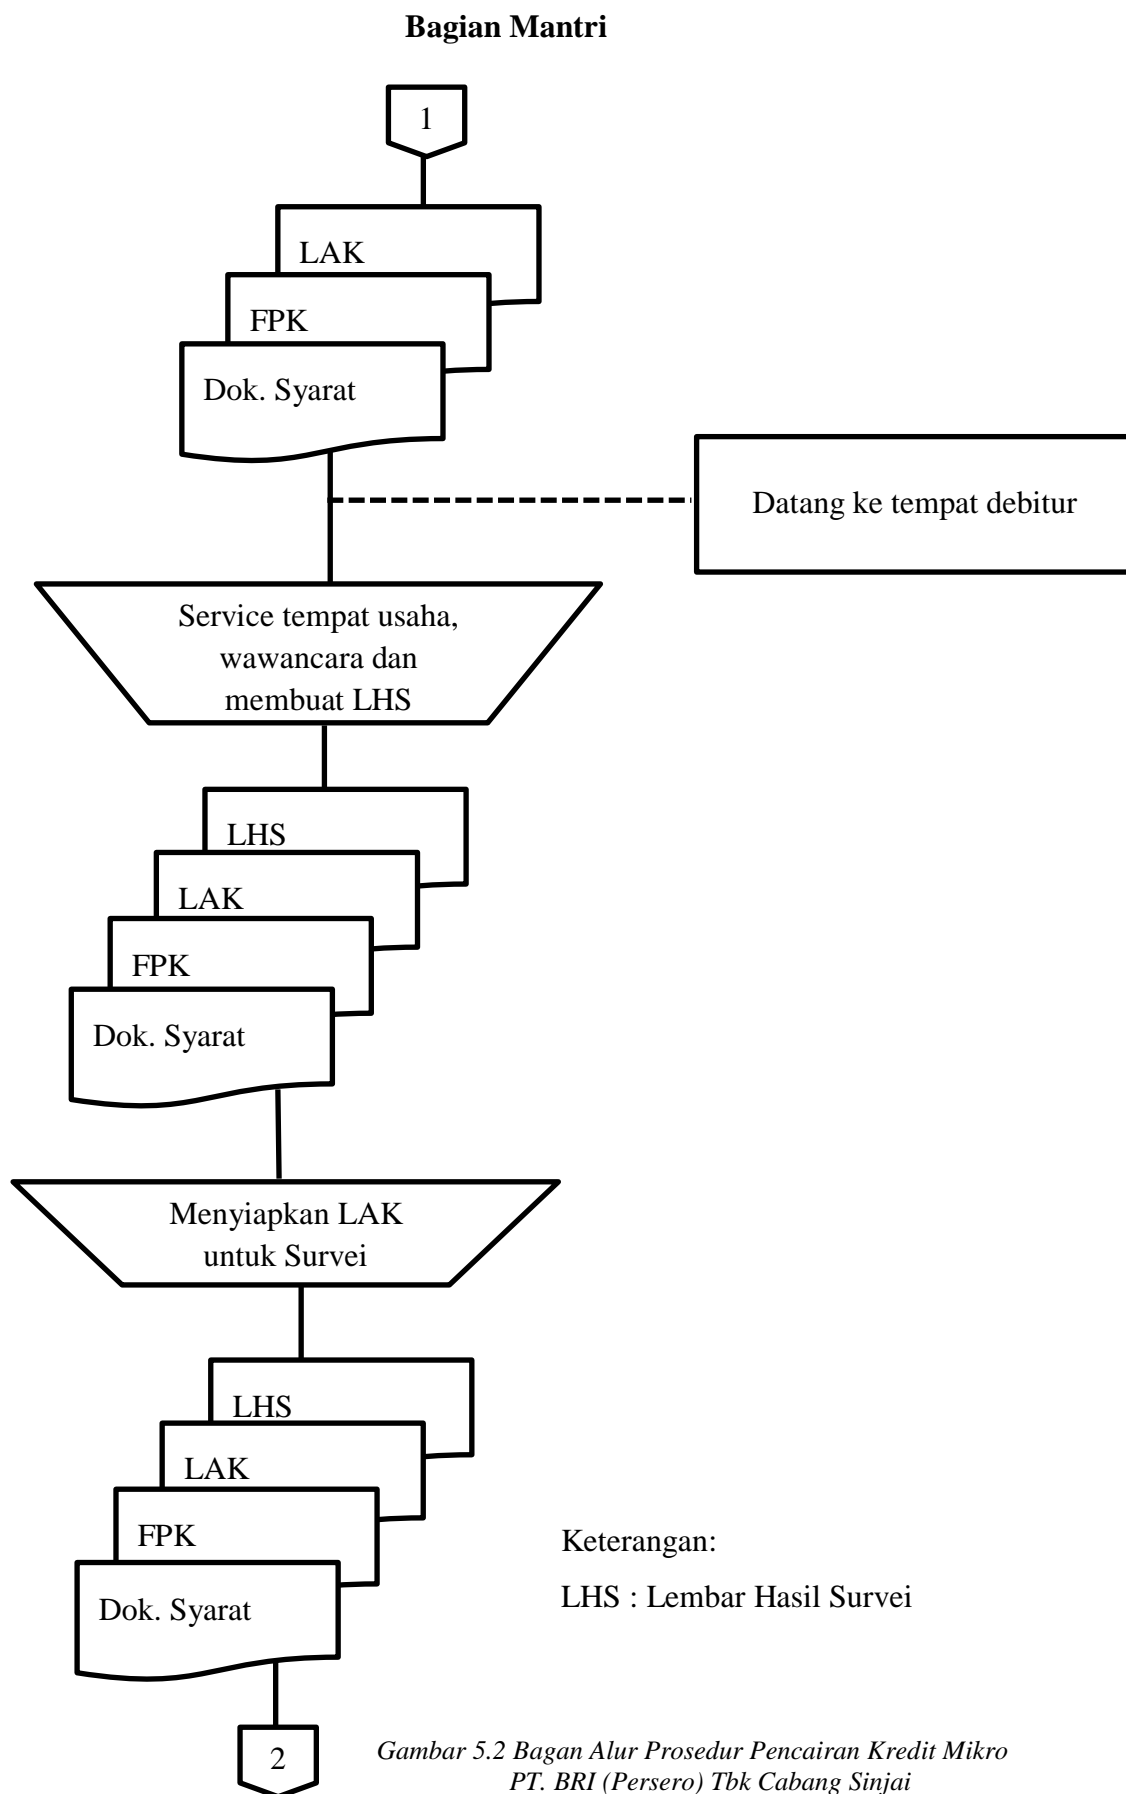 Bagian Mantri
1
LAK
FPK
Dok. Syarat
Datang ke tempat debitur
Service tempat usaha,
wawancara dan
membuat LHS
LHS
LAK
FPK
Dok. Syarat
Menyiapkan LAK
untuk Survei
LHS
LAK
FPK
Dok. Syarat
Keterangan:
LHS : Lembar Hasil Survei
2
Gambar 5.2 Bagan Alur Prosedur Pencairan Kredit Mikro
PT. BRI (Persero) Tbk Cabang Sinjai